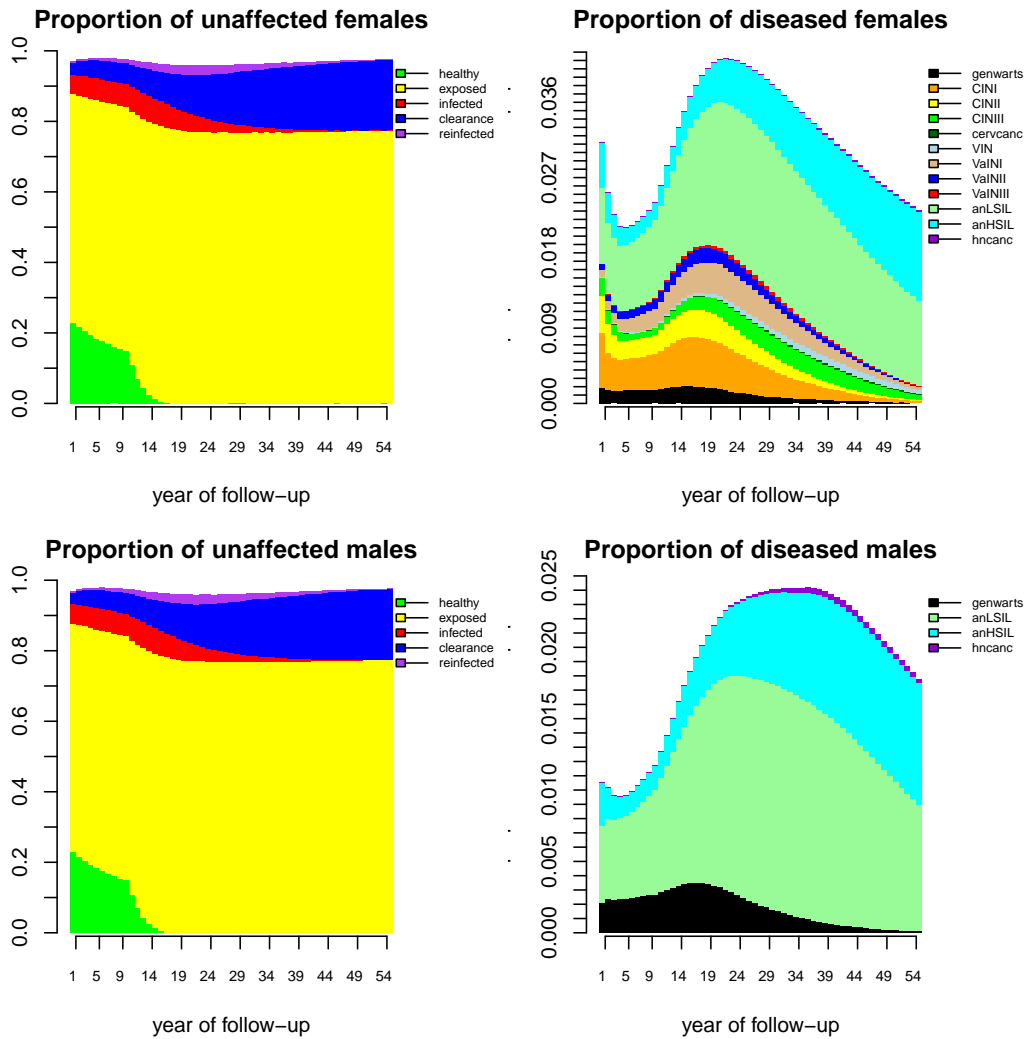 Proportion of unaffected females
1.0
0.8
0.6
0.4
0.2
0.0
1 5 9 14 19 24 29 34 39 44 49 54
year of follow−up
healthy
exposed
infected
clearance
reinfected
Proportion of diseased females
0.036
0.027
0.018
0.009
0.000
1 5 9 14 19 24 29 34 39 44 49 54
year of follow−up
genwarts
CINI
CINII
CINIII
cervcanc
VIN
VaINI
VaINII
VaINIII
anLSIL
anHSIL
hncanc
Proportion of unaffected males
1.0
0.8
0.6
0.4
0.2
0.0
1 5 9 14 19 24 29 34 39 44 49 54
year of follow−up
healthy
exposed
infected
clearance
reinfected
Proportion of diseased males
0.025
0.020
0.015
0.010
0.005
0.000
1 5 9 14 19 24 29 34 39 44 49 54
year of follow−up
genwarts
anLSIL
anHSIL
hncanc